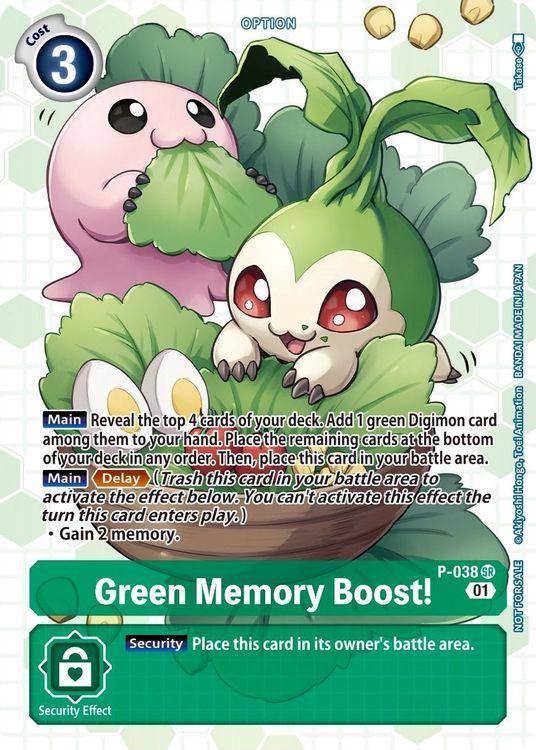 OPTION
Cost
3
Takase
Main Reveal the top 4 cards of your deck. Add 1 green Digimon card
among them to your hand. Place the remaining cards at the bottom
of your deck in any order. Then, place this card in your battle area.
Main Delay (Trash this card in your battle area to
activate the effect below. You can't activate this effect the
turn this card enters play.)
・Gain 2 memory.
©Akiyoshi Hongo, Toei Animation BANDAI MADE IN JAPAN
NOT FOR SALE
P-038 SR
Green Memory Boost!
01
Security Place this card in its owner's battle area.
Security Effect